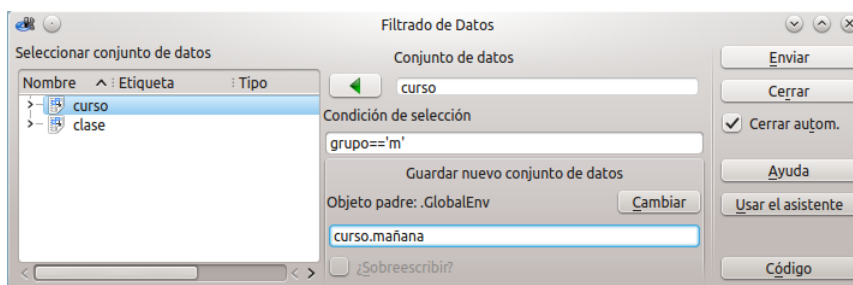 Filtrado de Datos
Seleccionar conjunto de datos
Nombre Etiqueta Tipo
curso
clase
Conjunto de datos
curso
Condición de selección
grupo=='m'
Guardar nuevo conjunto de datos
Objeto padre: .GlobalEnv Cambiar
curso.mañana
¿Sobreescribir?
Enviar
Cerrar
Cerrar autom.
Ayuda
Usar el asistente
Código